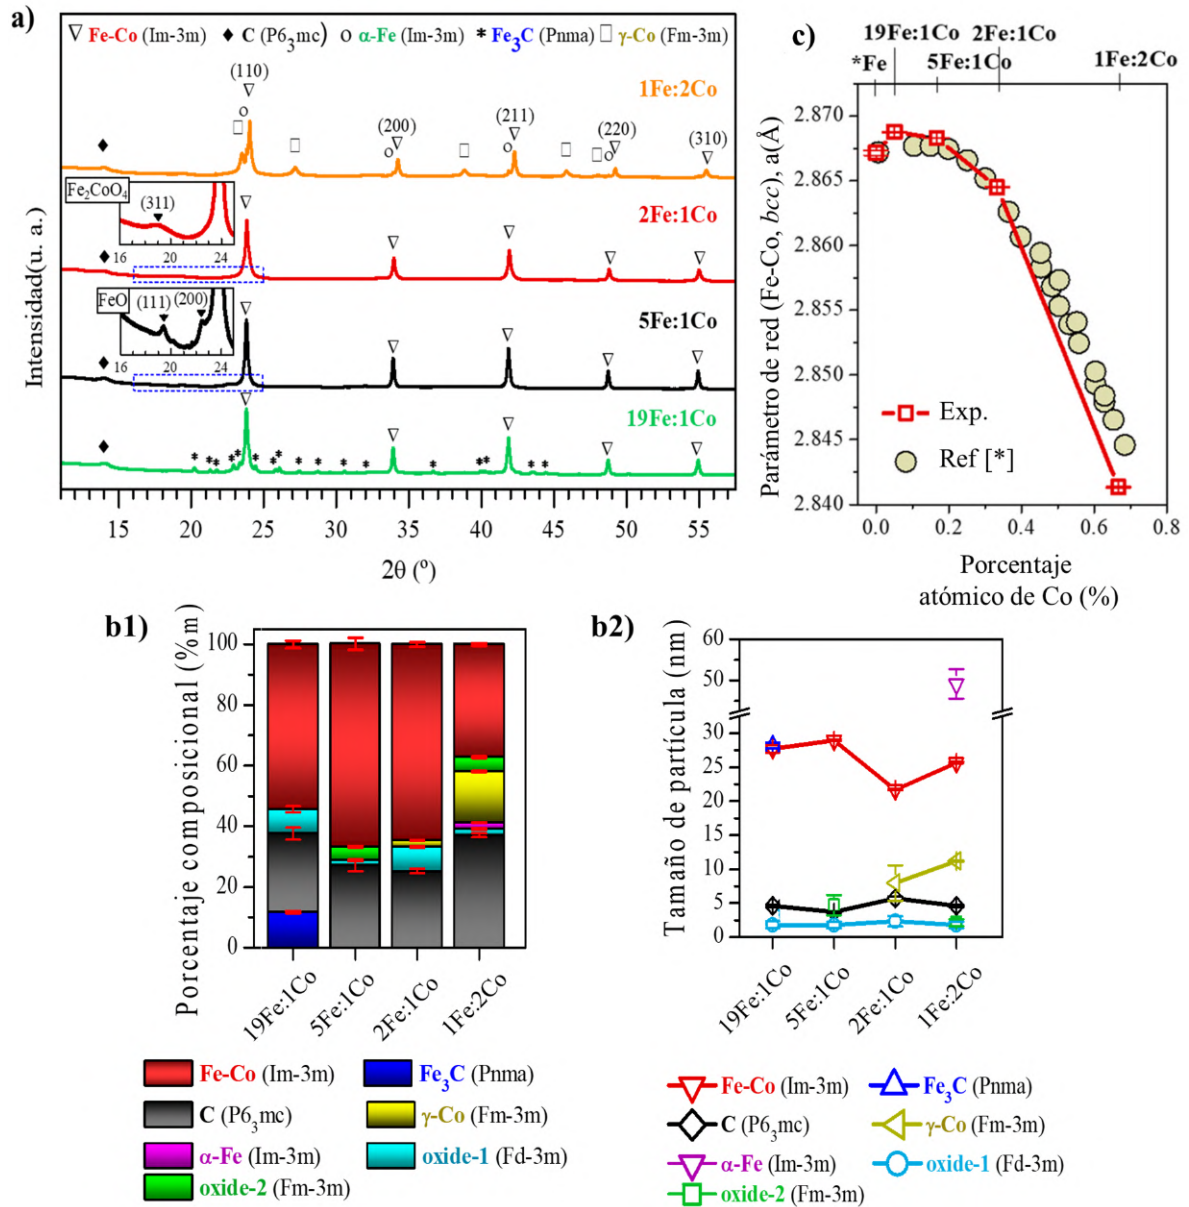 a)
▽ Fe-Co (Im-3m) ◆ C (P6₃mc) o α-Fe (Im-3m) * Fe₃C (Pnma) □ γ-Co (Fm-3m)
(110)
(200)
(211)
(220)
(310)
1Fe:2Co
Fe₂CoO₄
(311)
16 20 24
2Fe:1Co
FeO
(111) (200)
16 20 24
5Fe:1Co
19Fe:1Co
Intensidad(u. a.)
15 20 25 30 35 40 45 50 55
2θ (º)
c)
19Fe:1Co 2Fe:1Co
*Fe 5Fe:1Co 1Fe:2Co
Parámetro de red (Fe-Co, bcc), a(Å)
2.870
2.865
2.860
2.855
2.850
2.845
2.840
Exp.
Ref [*]
0.0 0.2 0.4 0.6 0.8
Porcentaje
atómico de Co (%)
b1)
Porcentaje composicional (%m)
100
80
60
40
20
0
19Fe:1Co
5Fe:1Co
2Fe:1Co
1Fe:2Co
Fe-Co (Im-3m)
Fe₃C (Pnma)
C (P6₃mc)
γ-Co (Fm-3m)
α-Fe (Im-3m)
oxide-1 (Fd-3m)
oxide-2 (Fm-3m)
b2)
Tamaño de partícula (nm)
60
50
30
25
20
15
10
5
0
19Fe:1Co
5Fe:1Co
2Fe:1Co
1Fe:2Co
Fe-Co (Im-3m)
Fe₃C (Pnma)
C (P6₃mc)
γ-Co (Fm-3m)
α-Fe (Im-3m)
oxide-1 (Fd-3m)
oxide-2 (Fm-3m)